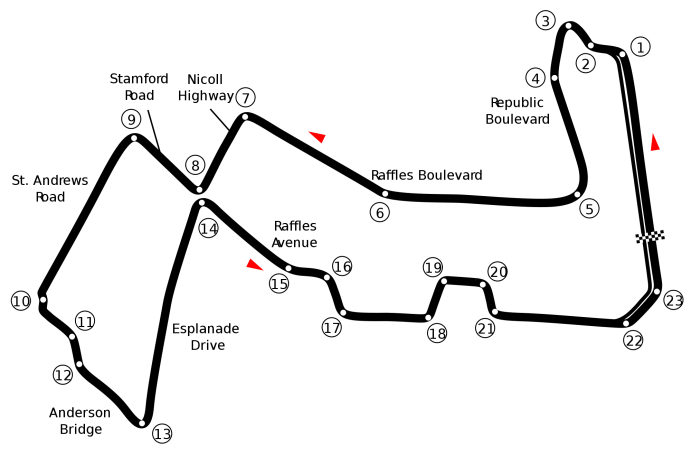 3
1
2
4
Stamford
Road
Nicoll
Highway
7
Republic
Boulevard
9
8
Raffles Boulevard
St. Andrews
Road
5
6
14
Raffles
Avenue
16
15
19
20
10
11
17
18
21
23
22
Esplanade
Drive
12
Anderson
Bridge
13